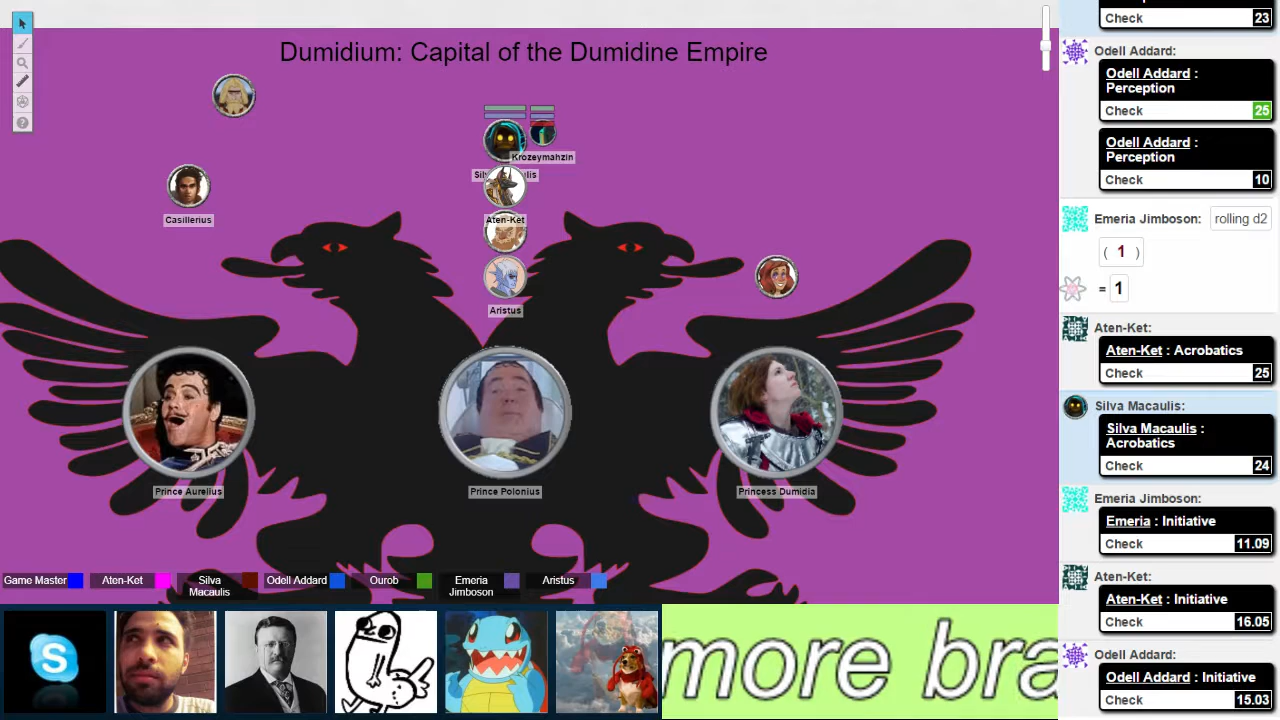 Dumidium: Capital of the Dumidine Empire
Krozeymahzin
Aten-Ket
Casillerius
Aristus
Prince Aurelius
Prince Polonius
Princess Dumidia
Game Master
Aten-Ket
Silva
Macaulis
Odell Addard
Ourob
Emeria
Jimboson
Aristus
S
more bra
Check 23
Odell Addard:
Odell Addard :
Perception
Check 25
Odell Addard :
Perception
Check 10
Emeria Jimboson: rolling d2
( 1 )
= 1
Aten-Ket:
Aten-Ket : Acrobatics
Check 25
Silva Macaulis:
Silva Macaulis :
Acrobatics
Check 24
Emeria Jimboson:
Emeria : Initiative
Check 11.09
Aten-Ket:
Aten-Ket : Initiative
Check 16.05
Odell Addard:
Odell Addard : Initiative
Check 15.03